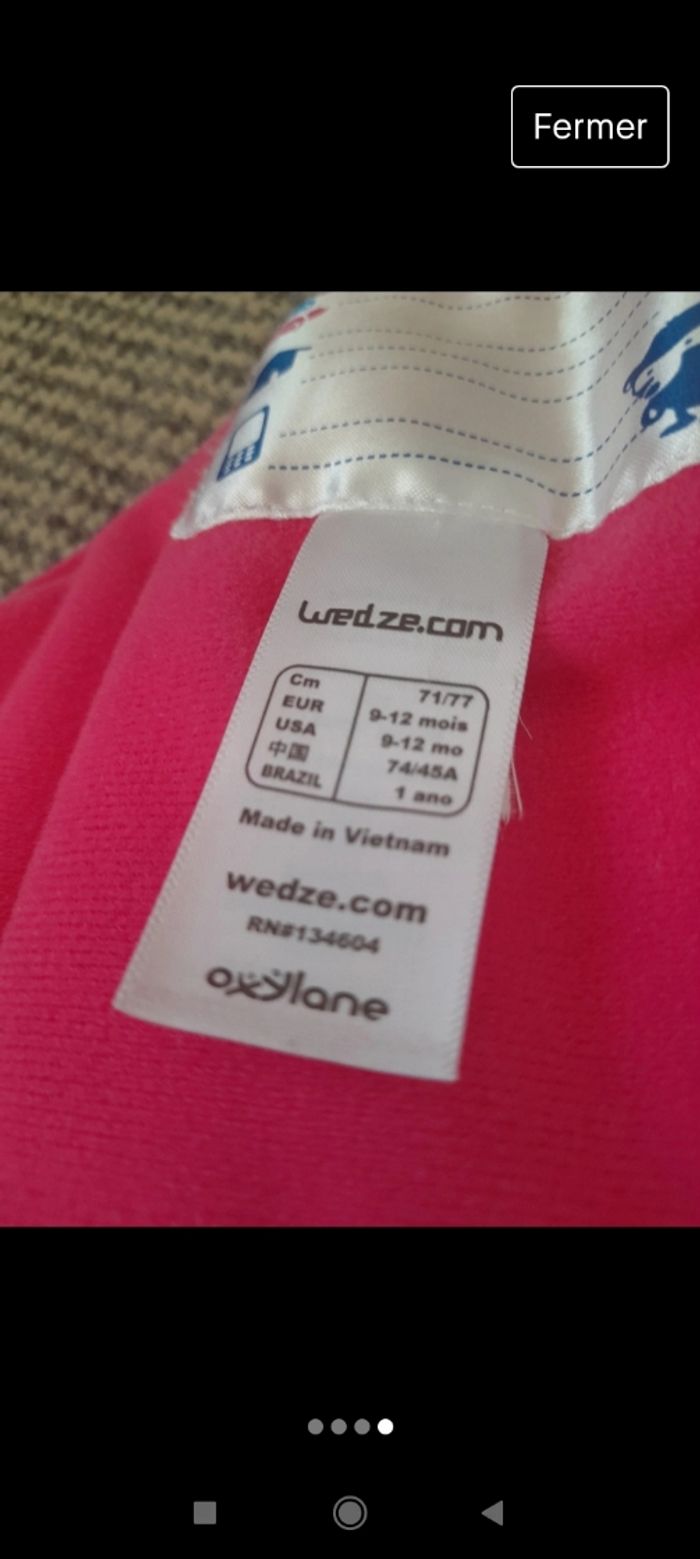 Fermer
wedze.com
Cm 71/77
EUR 9-12 mois
USA 9-12 mo
中国 74/45A
BRAZIL 1 ano
Made in Vietnam
wedze.com
RN#134604
oxylane